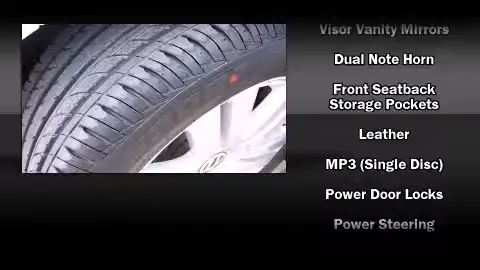 Visor Vanity Mirrors
Dual Note Horn
Front Seatback
Storage Pockets
Leather
MP3 (Single Disc)
Power Door Locks
Power Steering